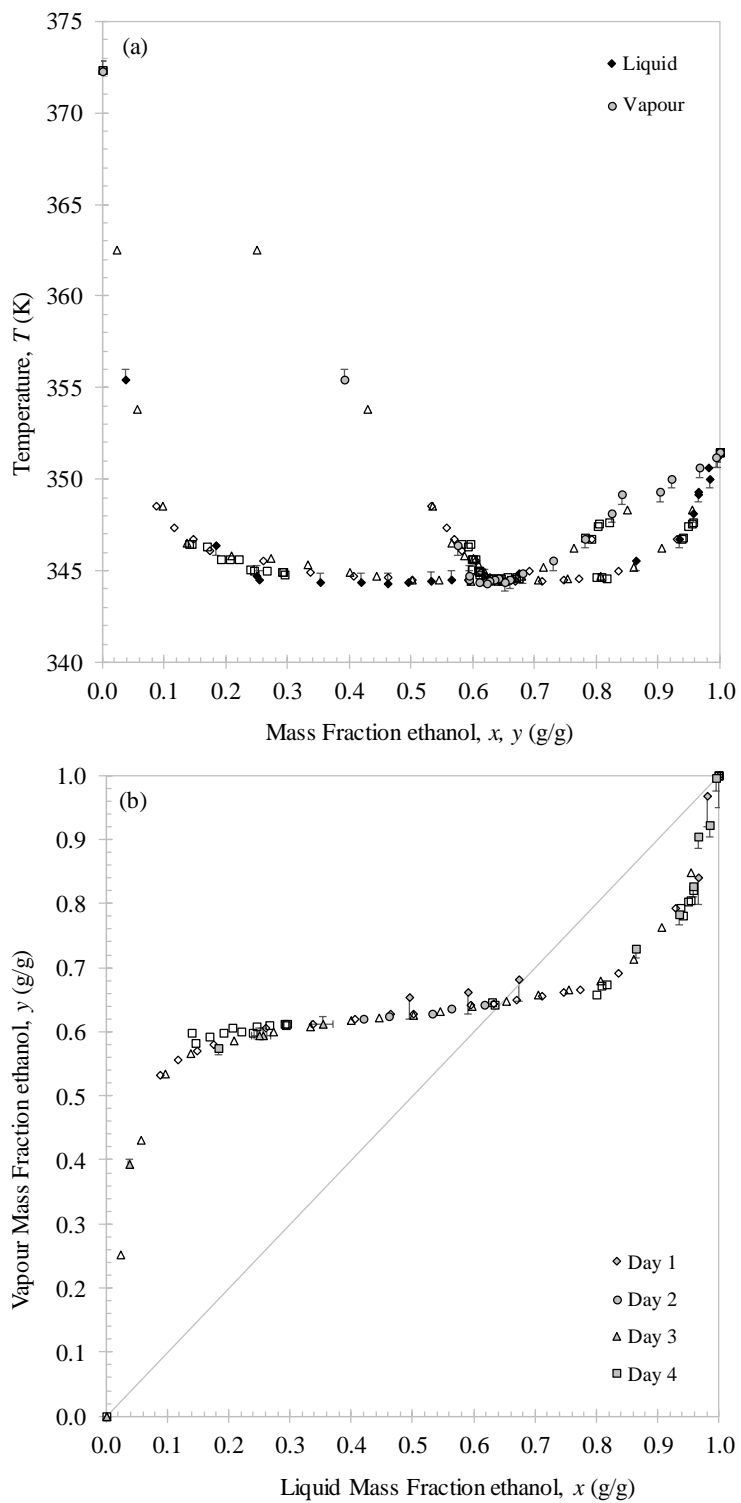 (a)
Liquid
Vapour
375
370
365
360
355
350
345
340
Temperature, T (K)
0.0 0.1 0.2 0.3 0.4 0.5 0.6 0.7 0.8 0.9 1.0
Mass Fraction ethanol, x, y (g/g)
(b)
1.0
0.9
0.8
0.7
0.6
0.5
0.4
0.3
0.2
0.1
0.0
Vapour Mass Fraction ethanol, y (g/g)
Day 1
Day 2
Day 3
Day 4
0.0 0.1 0.2 0.3 0.4 0.5 0.6 0.7 0.8 0.9 1.0
Liquid Mass Fraction ethanol, x (g/g)